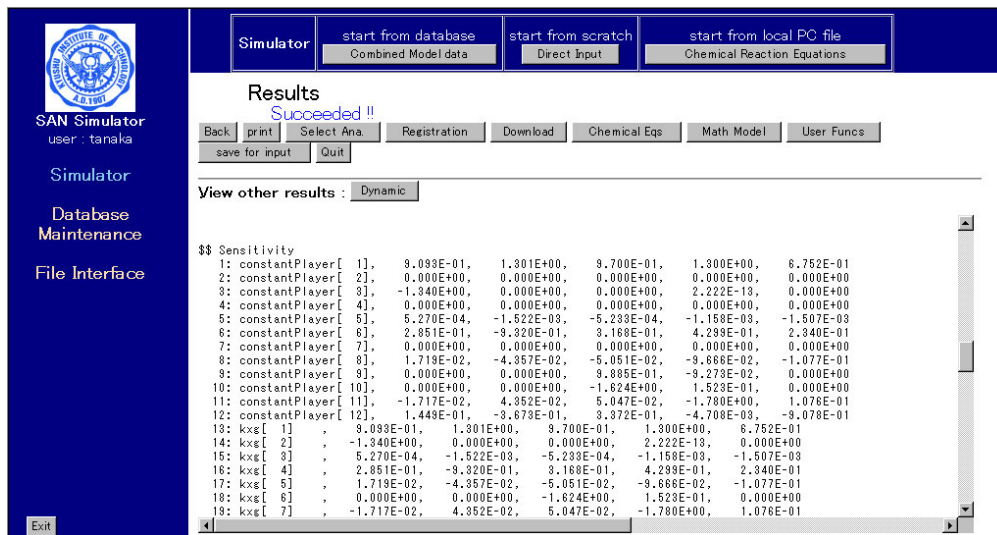 KYUSHU INSTITUTE OF TECHNOLOGY
A.D.1907
SAN Simulator
user : tanaka
Simulator
Database
Maintenance
File Interface
Exit
Simulator
start from database
Combined Model data
start from scratch
Direct Input
start from local PC file
Chemical Reaction Equations
Results
Succeeded !!
Back print Select Ana. Registration Download Chemical Eqs Math Model User Funcs
save for input Quit
View other results : Dynamic
$$ Sensitivity
1: constantPlayer[ 1], 9.093E-01, 1.301E+00, 9.700E-01, 1.300E+00, 6.752E-01
2: constantPlayer[ 2], 0.000E+00, 0.000E+00, 0.000E+00, 0.000E+00, 0.000E+00
3: constantPlayer[ 3], -1.340E+00, 0.000E+00, 0.000E+00, 2.222E-13, 0.000E+00
4: constantPlayer[ 4], 0.000E+00, 0.000E+00, 0.000E+00, 0.000E+00, 0.000E+00
5: constantPlayer[ 5], 5.270E-04, -1.522E-03, -5.233E-04, -1.158E-03, -1.507E-03
6: constantPlayer[ 6], 2.851E-01, -9.320E-01, 3.168E-01, 4.299E-01, 2.340E-01
7: constantPlayer[ 7], 0.000E+00, 0.000E+00, 0.000E+00, 0.000E+00, 0.000E+00
8: constantPlayer[ 8], 1.719E-02, -4.357E-02, -5.051E-02, -9.666E-02, -1.077E-01
9: constantPlayer[ 9], 0.000E+00, 0.000E+00, 9.885E-01, -9.273E-02, 0.000E+00
10: constantPlayer[ 10], 0.000E+00, 0.000E+00, -1.624E+00, 1.523E-01, 0.000E+00
11: constantPlayer[ 11], -1.717E-02, 4.352E-02, 5.047E-02, -1.780E+00, 1.076E-01
12: constantPlayer[ 12], 1.449E-01, -3.673E-01, 3.372E-01, -4.708E-03, -9.078E-01
13: kxg[ 1] , 9.093E-01, 1.301E+00, 9.700E-01, 1.300E+00, 6.752E-01
14: kxg[ 2] , -1.340E+00, 0.000E+00, 0.000E+00, 2.222E-13, 0.000E+00
15: kxg[ 3] , 5.270E-04, -1.522E-03, -5.233E-04, -1.158E-03, -1.507E-03
16: kxg[ 4] , 2.851E-01, -9.320E-01, 3.168E-01, 4.299E-01, 2.340E-01
17: kxg[ 5] , 1.719E-02, -4.357E-02, -5.051E-02, -9.666E-02, -1.077E-01
18: kxg[ 6] , 0.000E+00, 0.000E+00, -1.624E+00, 1.523E-01, 0.000E+00
19: kxg[ 7] , -1.717E-02, 4.352E-02, 5.047E-02, -1.780E+00, 1.076E-01